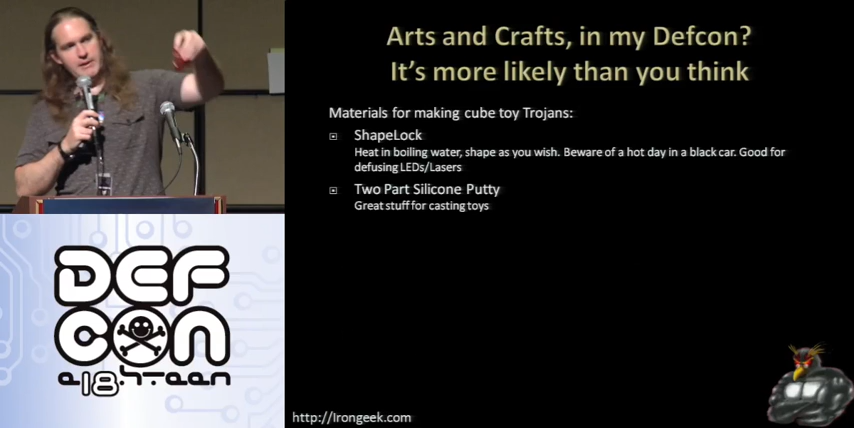 Arts and Crafts, in my Defcon?
It's more likely than you think
Materials for making cube toy Trojans:
ShapeLock
Heat in boiling water, shape as you wish. Beware of a hot day in a black car. Good for
defusing LEDs/Lasers
Two Part Silicone Putty
Great stuff for casting toys
DEF
CON
e18hteen
http://Irongeek.com